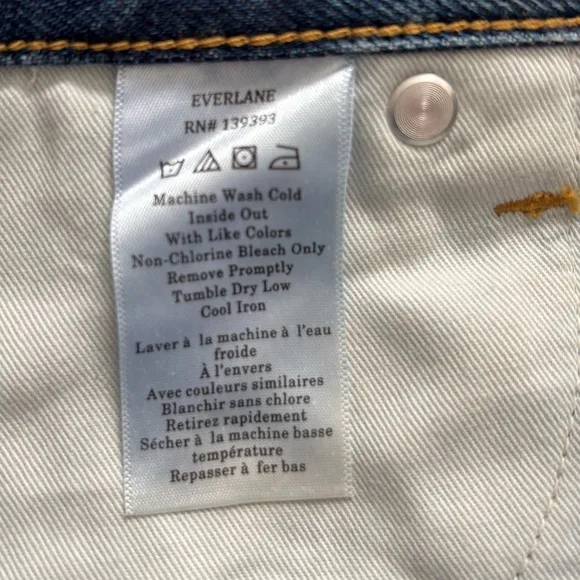 EVERLANE
RN# 139393
Machine Wash Cold
Inside Out
With Like Colors
Non-Chlorine Bleach Only
Remove Promptly
Tumble Dry Low
Cool Iron
Laver à la machine à l'eau
froide
À l'envers
Avec couleurs similaires
Blanchir sans chlore
Retirez rapidement
Sécher à la machine basse
température
Repasser à fer bas